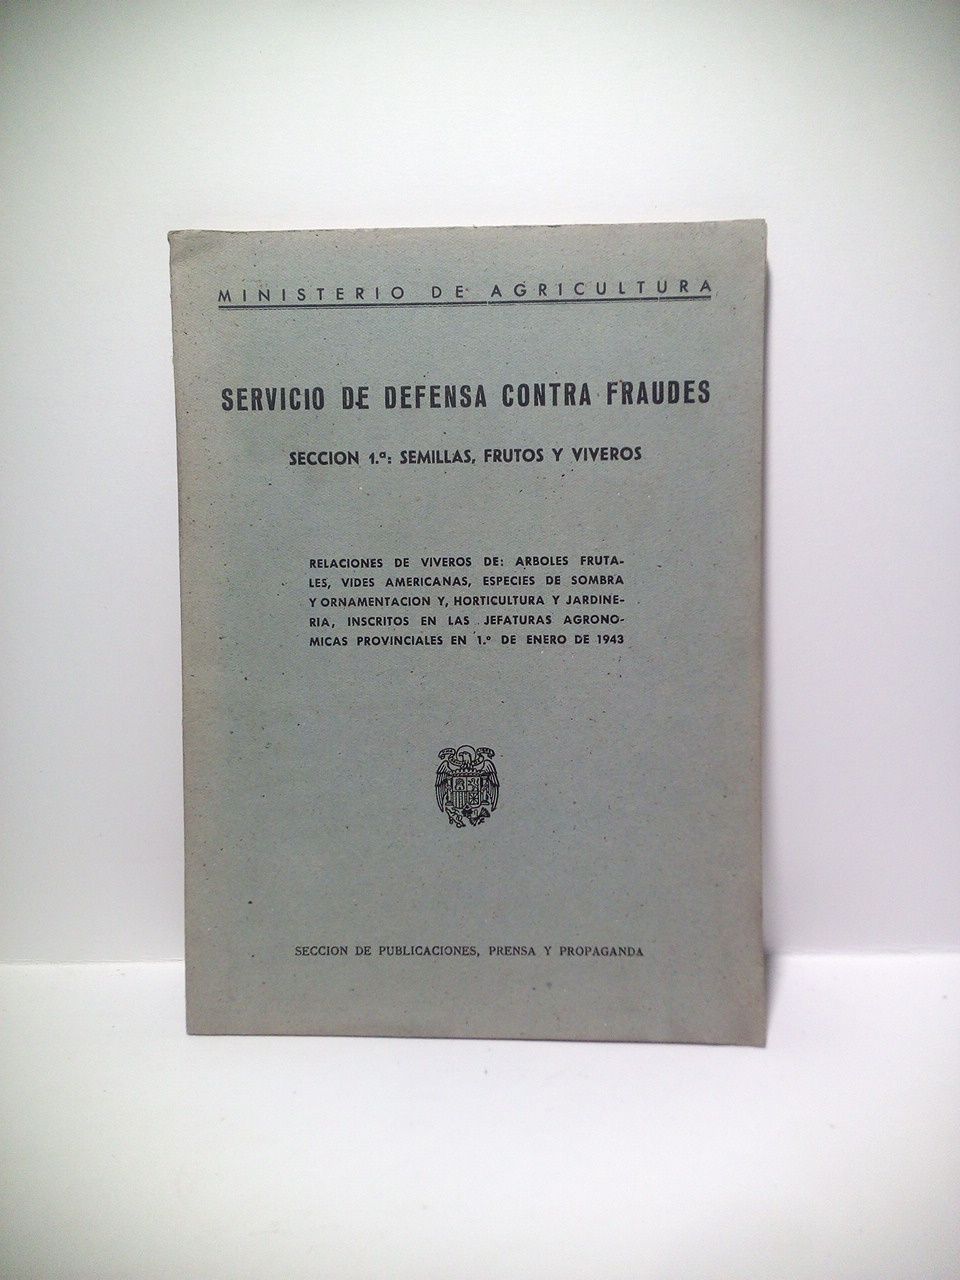 MINISTERIO DE AGRICULTURA
SERVICIO DE DEFENSA CONTRA FRAUDES
SECCION 1.ª: SEMILLAS, FRUTOS Y VIVEROS
RELACIONES DE VIVEROS DE: ARBOLES FRUTA-
LES, VIDES AMERICANAS, ESPECIES DE SOMBRA
Y ORNAMENTACION Y, HORTICULTURA Y JARDINE-
RIA, INSCRITOS EN LAS JEFATURAS AGRONO-
MICAS PROVINCIALES EN 1.º DE ENERO DE 1943
SECCION DE PUBLICACIONES, PRENSA Y PROPAGANDA